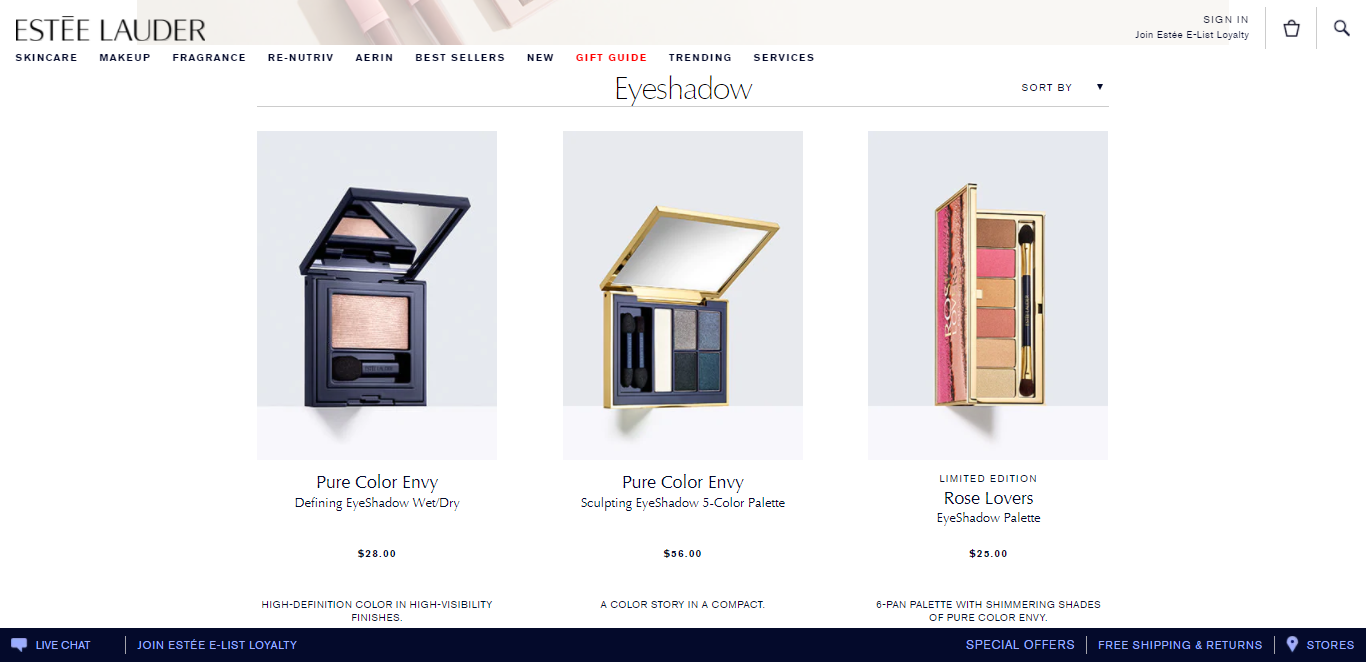 ESTĒE LAUDER
SIGN IN
Join Estée E-List Loyalty
SKINCARE MAKEUP FRAGRANCE RE-NUTRIV AERIN BEST SELLERS NEW GIFT GUIDE TRENDING SERVICES
Eyeshadow
SORT BY
Pure Color Envy
Defining EyeShadow Wet/Dry
$28.00
HIGH-DEFINITION COLOR IN HIGH-VISIBILITY
FINISHES.
Pure Color Envy
Sculpting EyeShadow 5-Color Palette
$56.00
A COLOR STORY IN A COMPACT.
LIMITED EDITION
Rose Lovers
EyeShadow Palette
$25.00
6-PAN PALETTE WITH SHIMMERING SHADES
OF PURE COLOR ENVY.
LIVE CHAT JOIN ESTÉE E-LIST LOYALTY SPECIAL OFFERS FREE SHIPPING & RETURNS STORES